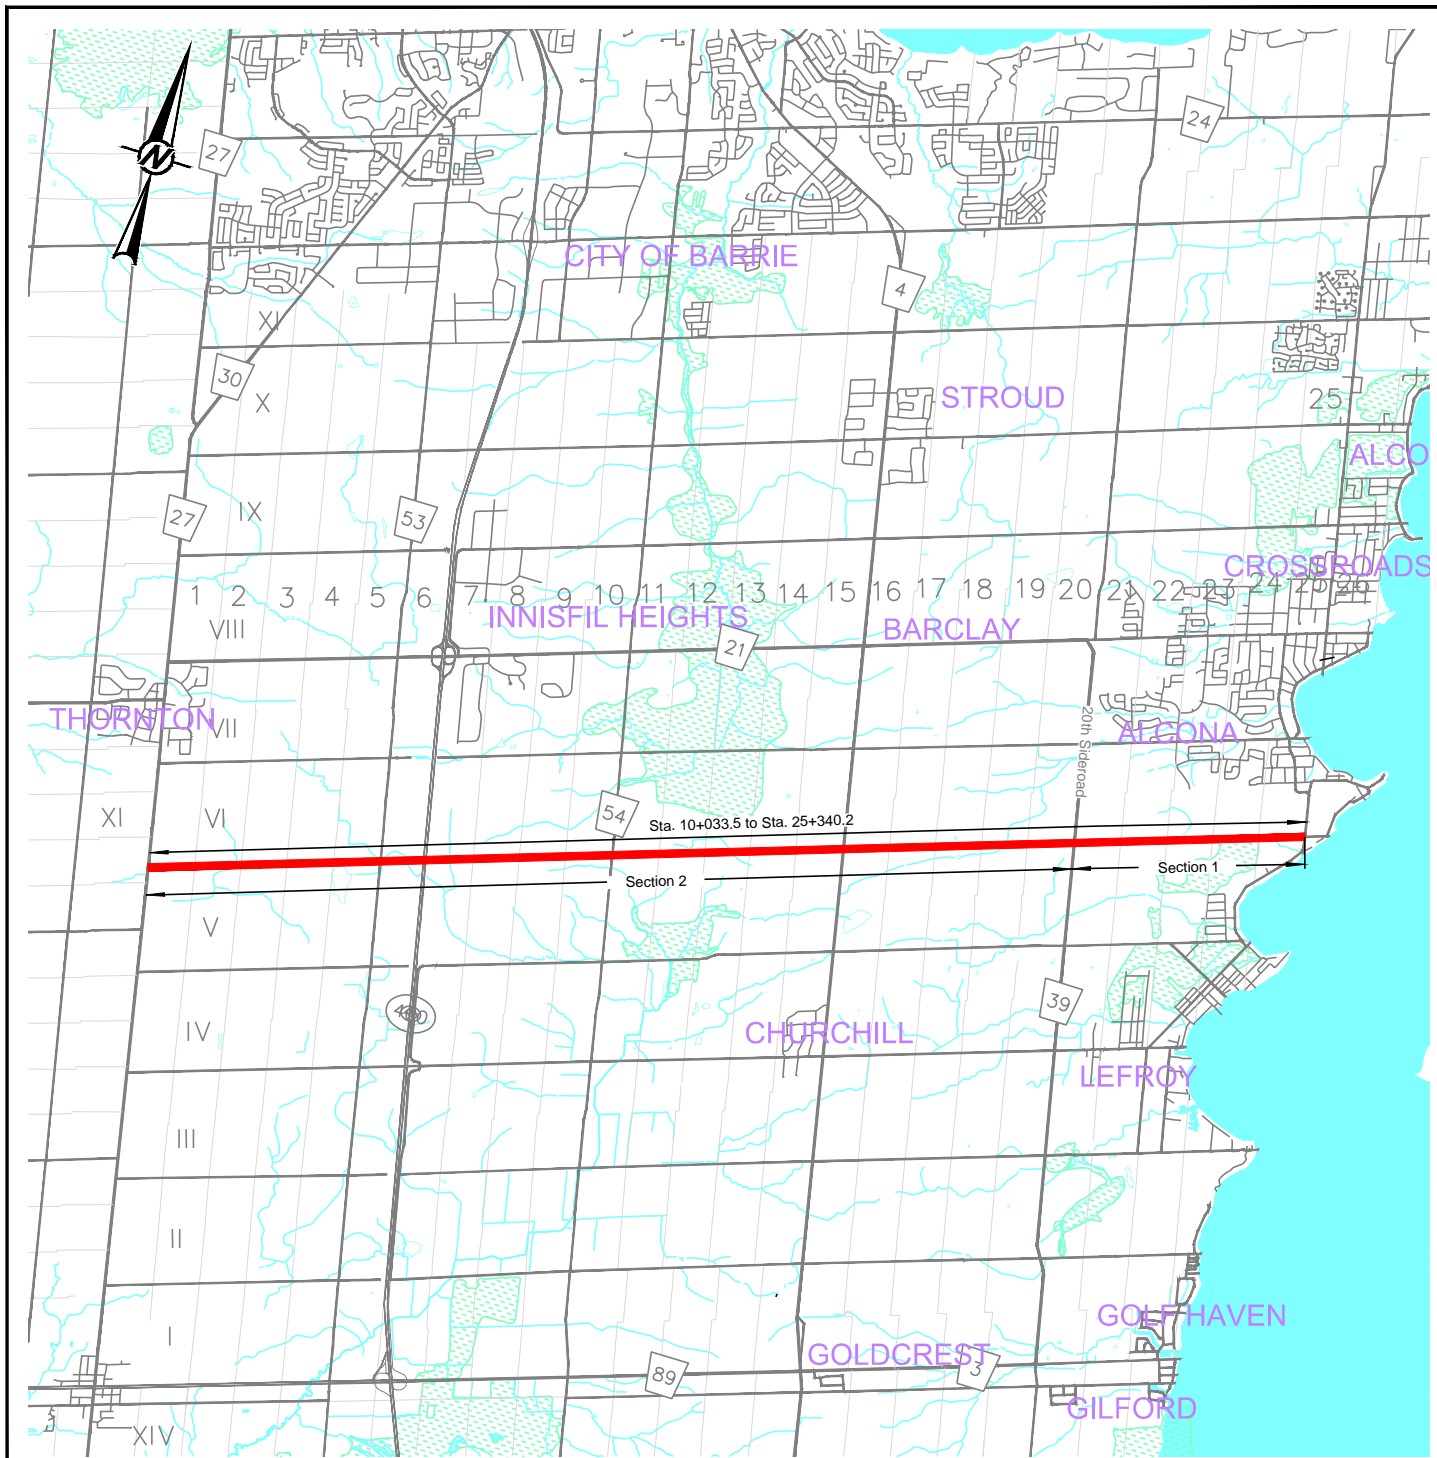 N
27
24
CITY OF BARRIE
4
XI
30
X
STROUD
25
ALCO
IX
27
53
CROSSROADS
1 2 3 4 5 6 7 8 9 10 11 12 13 14 15 16 17 18 19 20 21 22 23 24 25 26
INNISFIL HEIGHTS
VIII
BARCLAY
21
THORNTON
VII
20th Sideroad
ALCONA
XI
VI
54
Sta. 10+033.5 to Sta. 25+340.2
Section 2
Section 1
V
39
IV
400
CHURCHILL
LEFROY
III
II
I
GOLF HAVEN
GOLDCREST
3
89
GILFORD
XIV